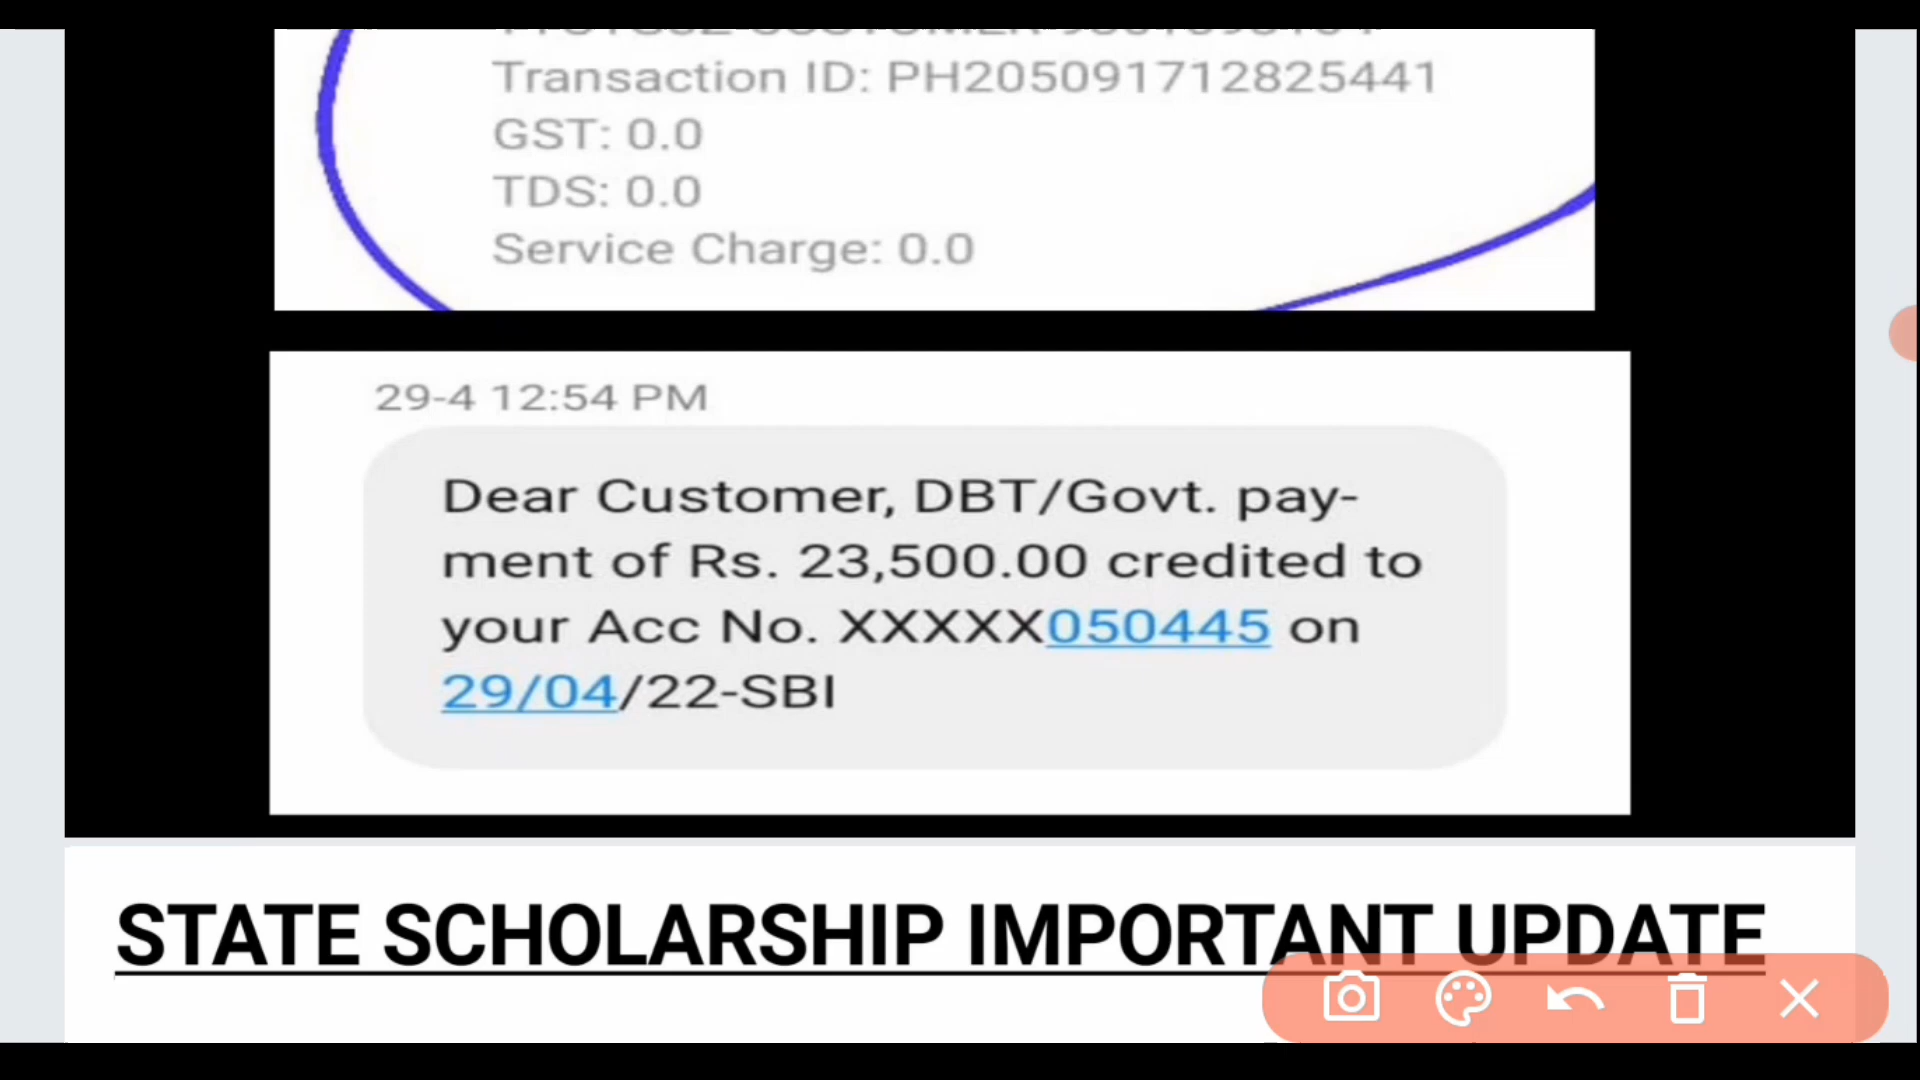 Transaction ID: PH205091712825441
GST: 0.0
TDS: 0.0
Service Charge: 0.0
29-4 12:54 PM
Dear Customer, DBT/Govt. pay-
ment of Rs. 23,500.00 credited to
your Acc No. XXXXX050445 on
29/04/22-SBI
STATE SCHOLARSHIP IMPORTANT UPDATE